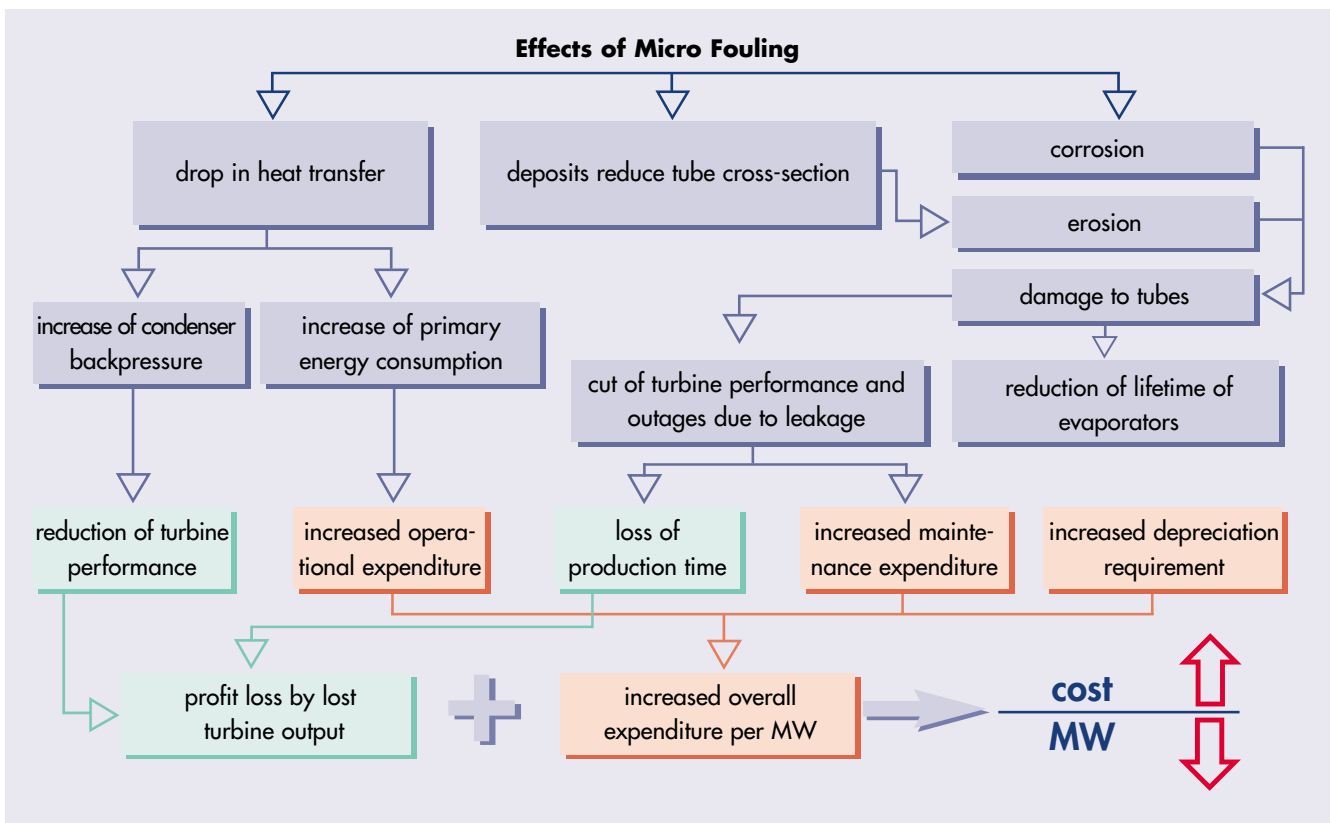 Effects of Micro Fouling
drop in heat transfer
deposits reduce tube cross-section
corrosion
erosion
damage to tubes
increase of condenser
backpressure
increase of primary
energy consumption
cut of turbine performance and
outages due to leakage
reduction of lifetime of
evaporators
reduction of turbine
performance
increased opera-
tional expenditure
loss of
production time
increased mainte-
nance expenditure
increased depreciation
requirement
profit loss by lost
turbine output
increased overall
expenditure per MW
cost
MW